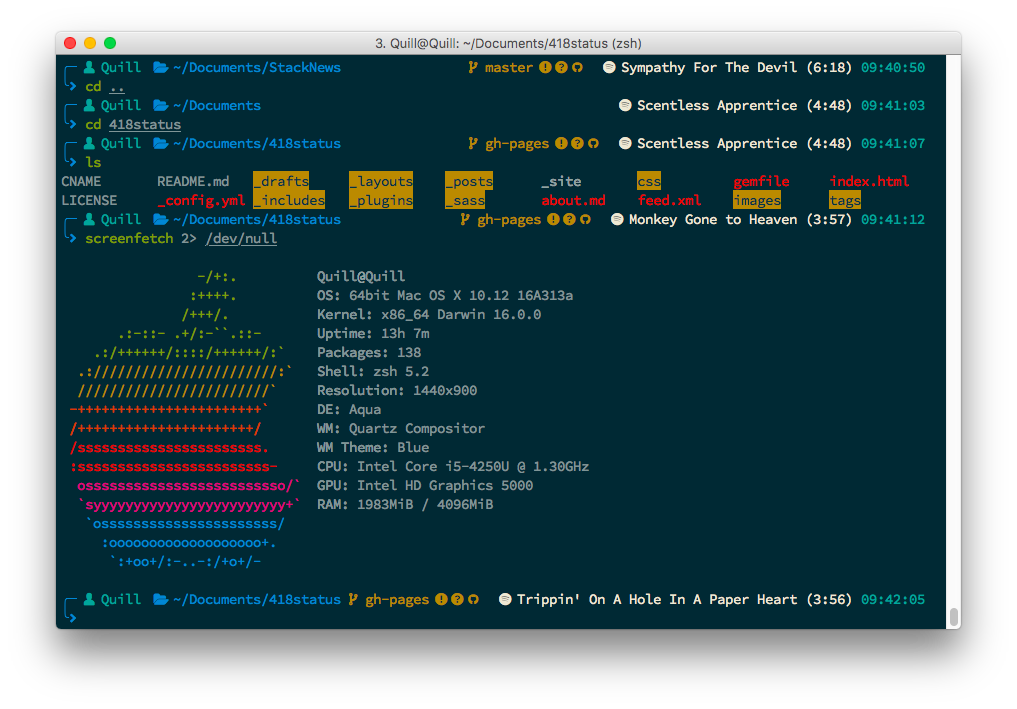 3. Quill@Quill: ~/Documents/418status (zsh)
Quill ~/Documents/StackNews master Sympathy For The Devil (6:18) 09:40:50
cd ..
Quill ~/Documents Scentless Apprentice (4:48) 09:41:03
cd 418status
Quill ~/Documents/418status gh-pages Scentless Apprentice (4:48) 09:41:07
ls
CNAME README.md _drafts _layouts _posts _site css gemfile index.html
LICENSE _config.yml _includes _plugins _sass about.md feed.xml images tags
Quill ~/Documents/418status gh-pages Monkey Gone to Heaven (3:57) 09:41:12
screenfetch 2> /dev/null
-/+:. Quill@Quill
:++++. OS: 64bit Mac OS X 10.12 16A313a
/+++/. Kernel: x86_64 Darwin 16.0.0
.:-::- .+/:-``.::- Uptime: 13h 7m
.:/++++++/::::/++++++/:` Packages: 138
.:///////////////////////:` Shell: zsh 5.2
////////////////////////` Resolution: 1440x900
-+++++++++++++++++++++++` DE: Aqua
/++++++++++++++++++++++/ WM: Quartz Compositor
/sssssssssssssssssssssss. WM Theme: Blue
:ssssssssssssssssssssssss- CPU: Intel Core i5-4250U @ 1.30GHz
osssssssssssssssssssssssso/` GPU: Intel HD Graphics 5000
`syyyyyyyyyyyyyyyyyyyyyyyy+` RAM: 1983MiB / 4096MiB
`ossssssssssssssssssssss/
:ooooooooooooooooooo+.
`:+oo+/:-..-:/+o+/-
Quill ~/Documents/418status gh-pages Trippin' On A Hole In A Paper Heart (3:56) 09:42:05